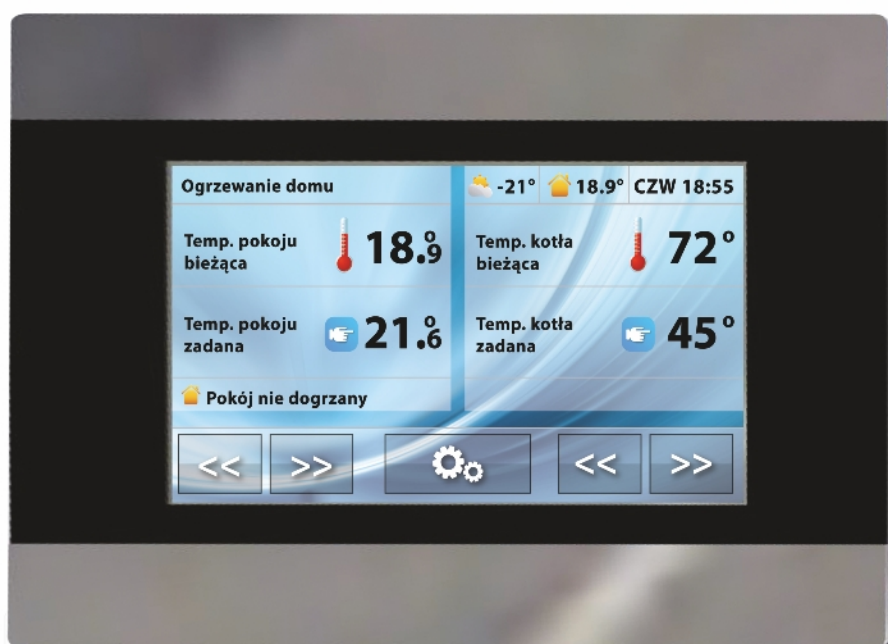 Ogrzewanie domu
-21° 18.9° CZW 18:55
Temp. pokoju
bieżąca
18.9°
Temp. kotła
bieżąca
72°
Temp. pokoju
zadana
21.6°
Temp. kotła
zadana
45°
Pokój nie dogrzany
<< >> << >>